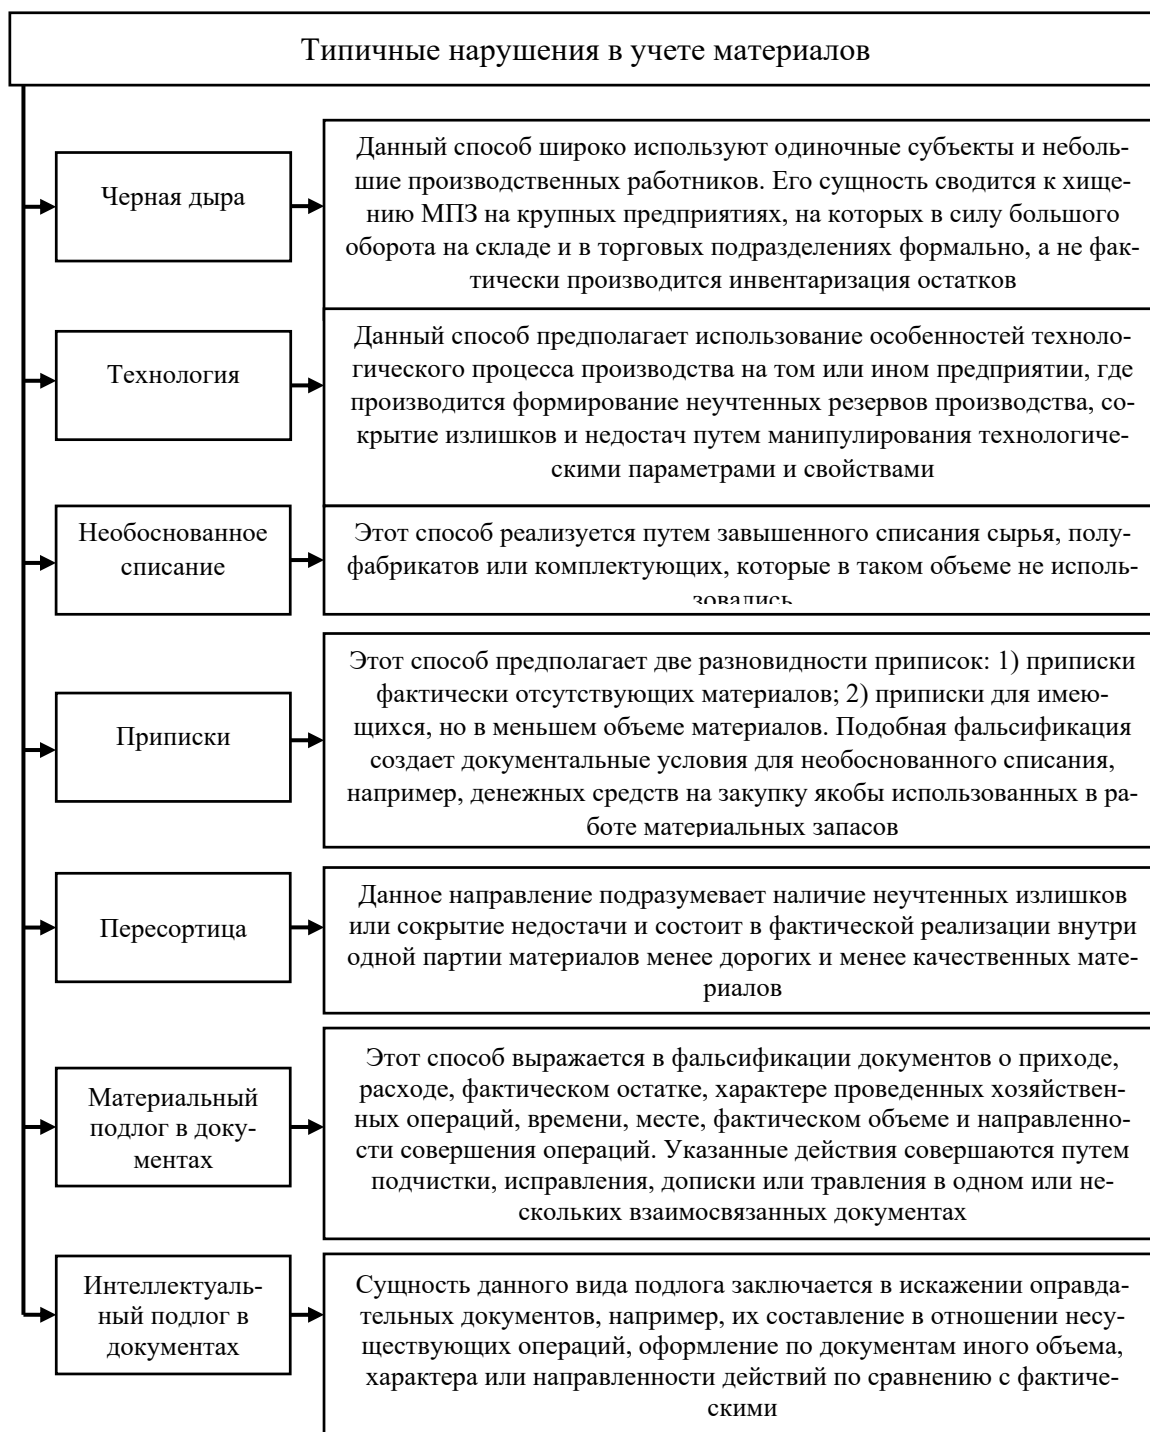 Типичные нарушения в учете материалов
Черная дыра
Данный способ широко используют одиночные субъекты и неболь-
шие производственных работников. Его сущность сводится к хище-
нию МПЗ на крупных предприятиях, на которых в силу большого
оборота на складе и в торговых подразделениях формально, а не фак-
тически производится инвентаризация остатков
Технология
Данный способ предполагает использование особенностей техноло-
гического процесса производства на том или ином предприятии, где
производится формирование неучтенных резервов производства, со-
крытие излишков и недостач путем манипулирования технологиче-
скими параметрами и свойствами
Необоснованное
списание
Этот способ реализуется путем завышенного списания сырья, полу-
фабрикатов или комплектующих, которые в таком объеме не исполь-
зовались
Приписки
Этот способ предполагает две разновидности приписок: 1) приписки
фактически отсутствующих материалов; 2) приписки для имею-
щихся, но в меньшем объеме материалов. Подобная фальсификация
создает документальные условия для необоснованного списания,
например, денежных средств на закупку якобы использованных в ра-
боте материальных запасов
Пересортица
Данное направление подразумевает наличие неучтенных излишков
или сокрытие недостачи и состоит в фактической реализации внутри
одной партии материалов менее дорогих и менее качественных мате-
риалов
Материальный
подлог в доку-
ментах
Этот способ выражается в фальсификации документов о приходе,
расходе, фактическом остатке, характере проведенных хозяйствен-
ных операций, времени, месте, фактическом объеме и направленно-
сти совершения операций. Указанные действия совершаются путем
подчистки, исправления, дописки или травления в одном или не-
скольких взаимосвязанных документах
Интеллектуаль-
ный подлог в
документах
Сущность данного вида подлога заключается в искажении оправда-
тельных документов, например, их составление в отношении несу-
ществующих операций, оформление по документам иного объема,
характера или направленности действий по сравнению с фактиче-
скими